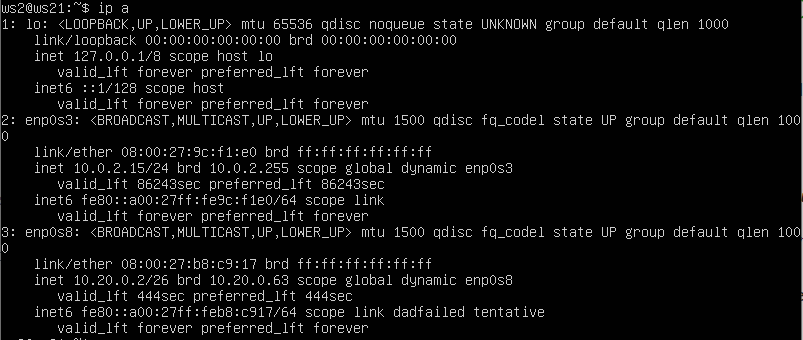 ws2@ws21:~$ ip a
1: lo: <LOOPBACK,UP,LOWER_UP> mtu 65536 qdisc noqueue state UNKNOWN group default qlen 1000
    link/loopback 00:00:00:00:00:00 brd 00:00:00:00:00:00
    inet 127.0.0.1/8 scope host lo
       valid_lft forever preferred_lft forever
    inet6 ::1/128 scope host
       valid_lft forever preferred_lft forever
2: enp0s3: <BROADCAST,MULTICAST,UP,LOWER_UP> mtu 1500 qdisc fq_codel state UP group default qlen 100
0
    link/ether 08:00:27:9c:f1:e0 brd ff:ff:ff:ff:ff:ff
    inet 10.0.2.15/24 brd 10.0.2.255 scope global dynamic enp0s3
       valid_lft 86243sec preferred_lft 86243sec
    inet6 fe80::a00:27ff:fe9c:f1e0/64 scope link
       valid_lft forever preferred_lft forever
3: enp0s8: <BROADCAST,MULTICAST,UP,LOWER_UP> mtu 1500 qdisc fq_codel state UP group default qlen 100
0
    link/ether 08:00:27:b8:c9:17 brd ff:ff:ff:ff:ff:ff
    inet 10.20.0.2/26 brd 10.20.0.63 scope global dynamic enp0s8
       valid_lft 444sec preferred_lft 444sec
    inet6 fe80::a00:27ff:feb8:c917/64 scope link dadfailed tentative
       valid_lft forever preferred_lft forever